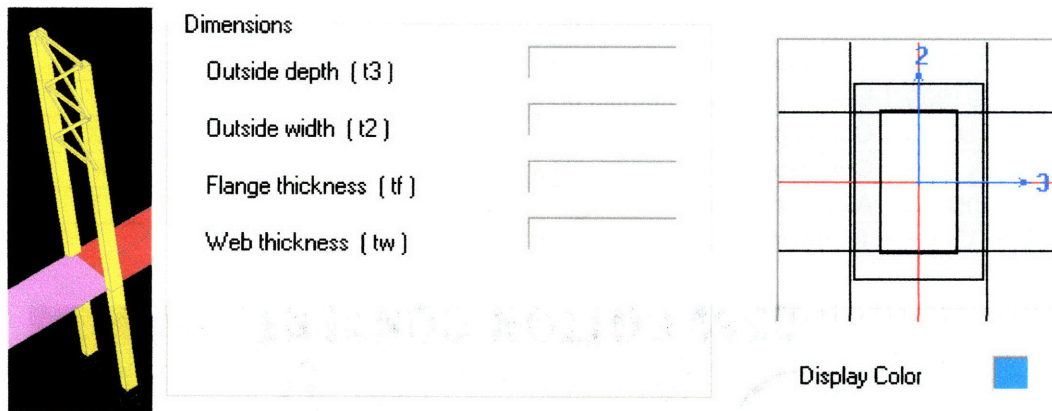 Dimensions
Outside depth ( t3 )
Outside width ( t2 )
Flange thickness ( tf )
Web thickness ( tw )
2
3
Display Color